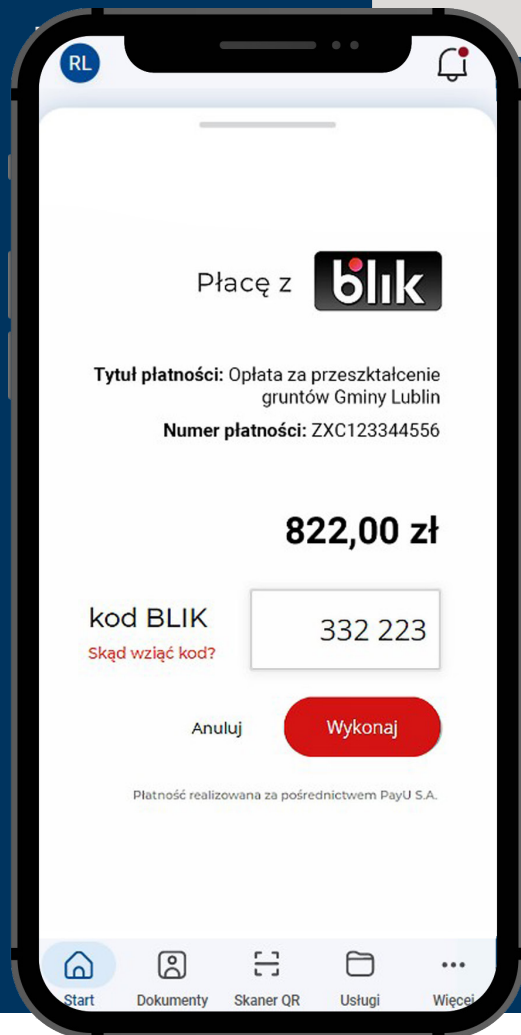 RL
Płacę z blik
Tytuł płatności: Opłata za przeszktałcenie
gruntów Gminy Lublin
Numer płatności: ZXC123344556
822,00 zł
kod BLIK
332 223
Skąd wziąć kod?
Anuluj
Wykonaj
Płatność realizowana za pośrednictwem PayU S.A.
Start Dokumenty Skaner QR Usługi Więcej